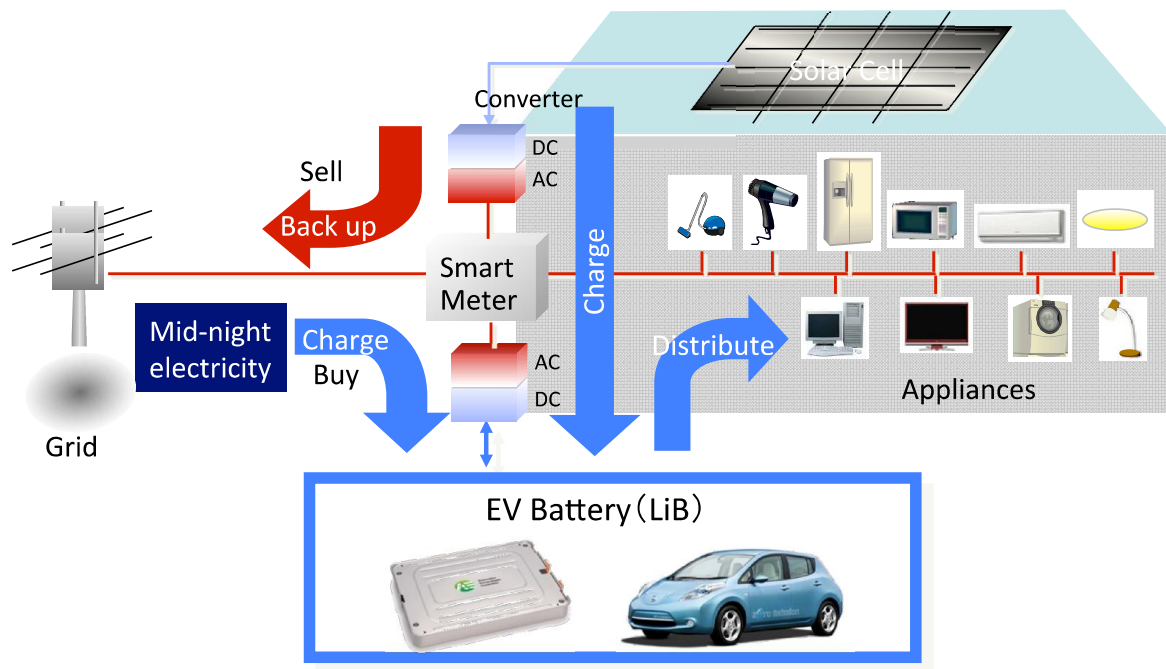 Solar Cell
Converter
DC
AC
Sell
Back up
Smart
Meter
Charge
Mid-night
electricity
Charge
Buy
AC
DC
Distribute
Appliances
Grid
EV Battery（LiB）